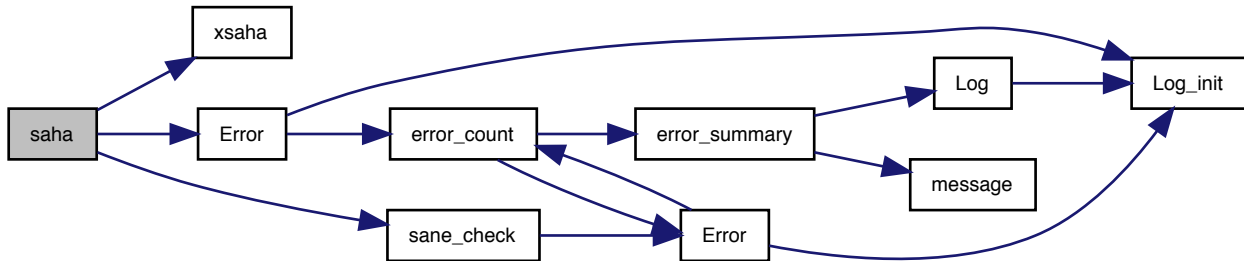 xsaha
saha
Error
error_count
error_summary
Log
Log_init
message
sane_check
Error